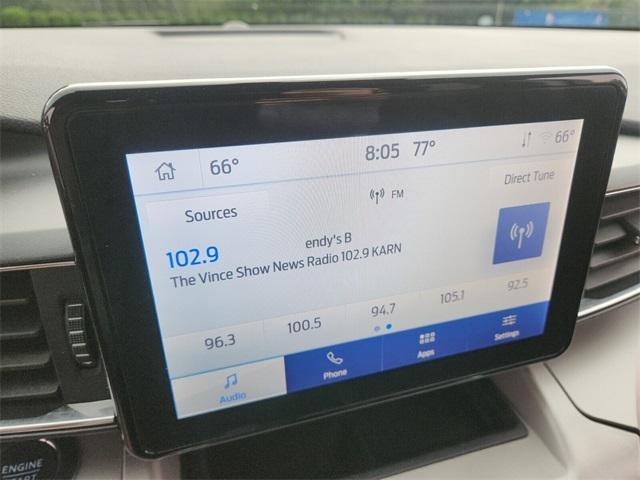 66° 8:05 77° 66°
FM
Sources
Direct Tune
endy's B
102.9
The Vince Show News Radio 102.9 KARN
96.3 100.5 94.7 105.1 92.5
Audio Phone Apps Settings
ENGINE
START